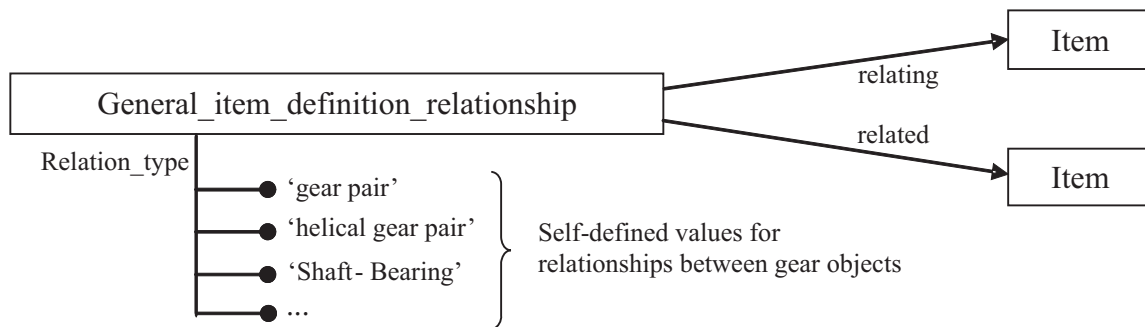 Item
relating
General_item_definition_relationship
related
Relation_type
Item
‘gear pair’
‘helical gear pair’
Self-defined values for
relationships between gear objects
‘Shaft- Bearing’
...